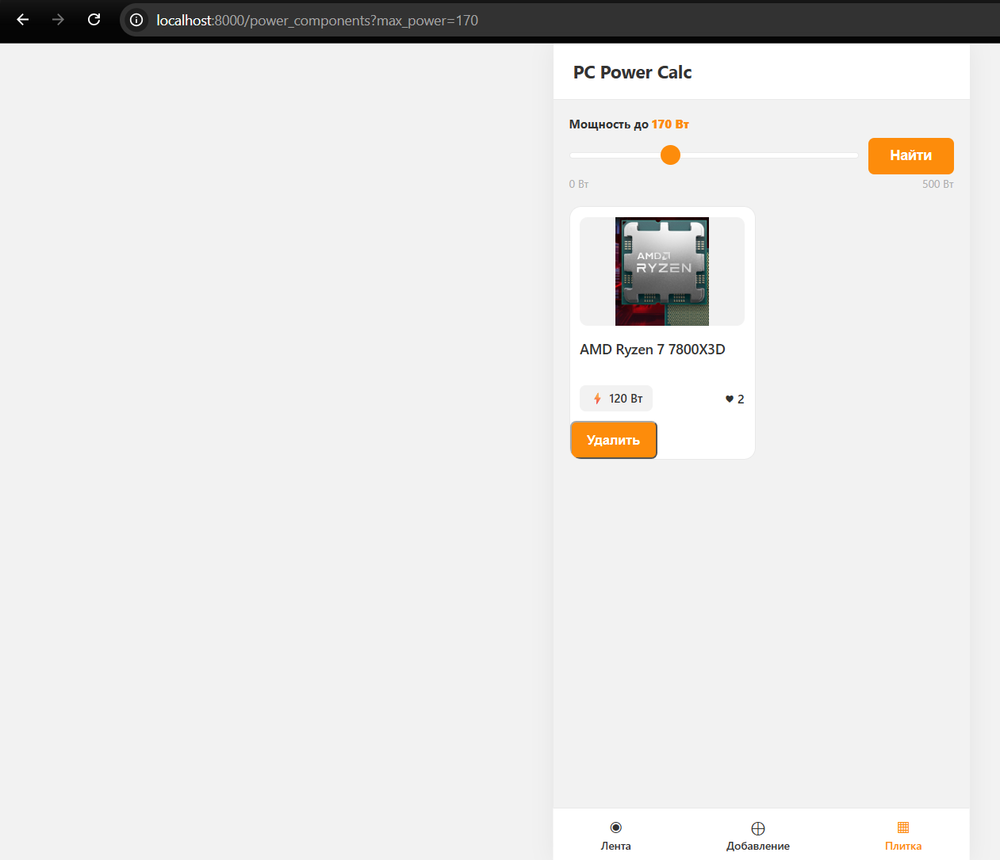 localhost:8000/power_components?max_power=170
PC Power Calc
Мощность до 170 Вт
Найти
0 Вт 500 Вт
AMD
RYZEN
AMD Ryzen 7 7800X3D
120 Вт 2
Удалить
Лента Добавление Плитка